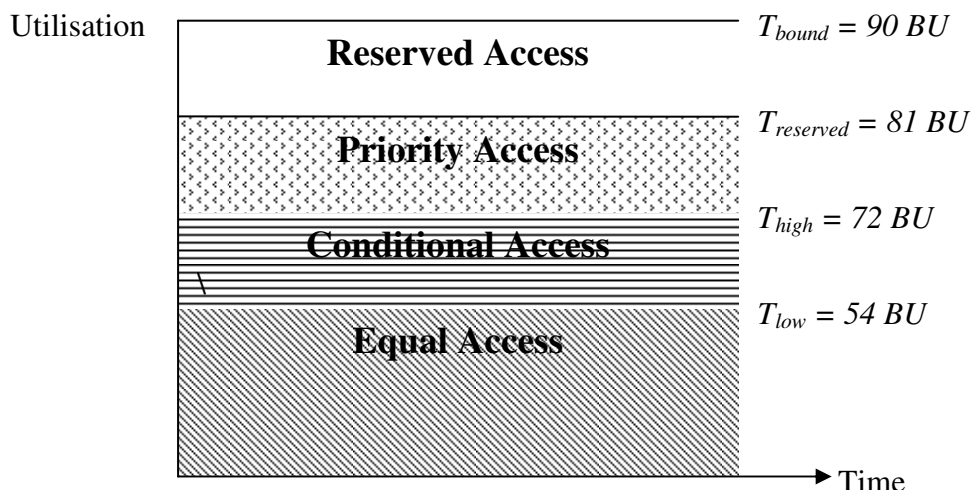 Utilisation
T_bound = 90 BU
Reserved Access
T_reserved = 81 BU
Priority Access
T_high = 72 BU
Conditional Access
\
T_low = 54 BU
Equal Access
Time